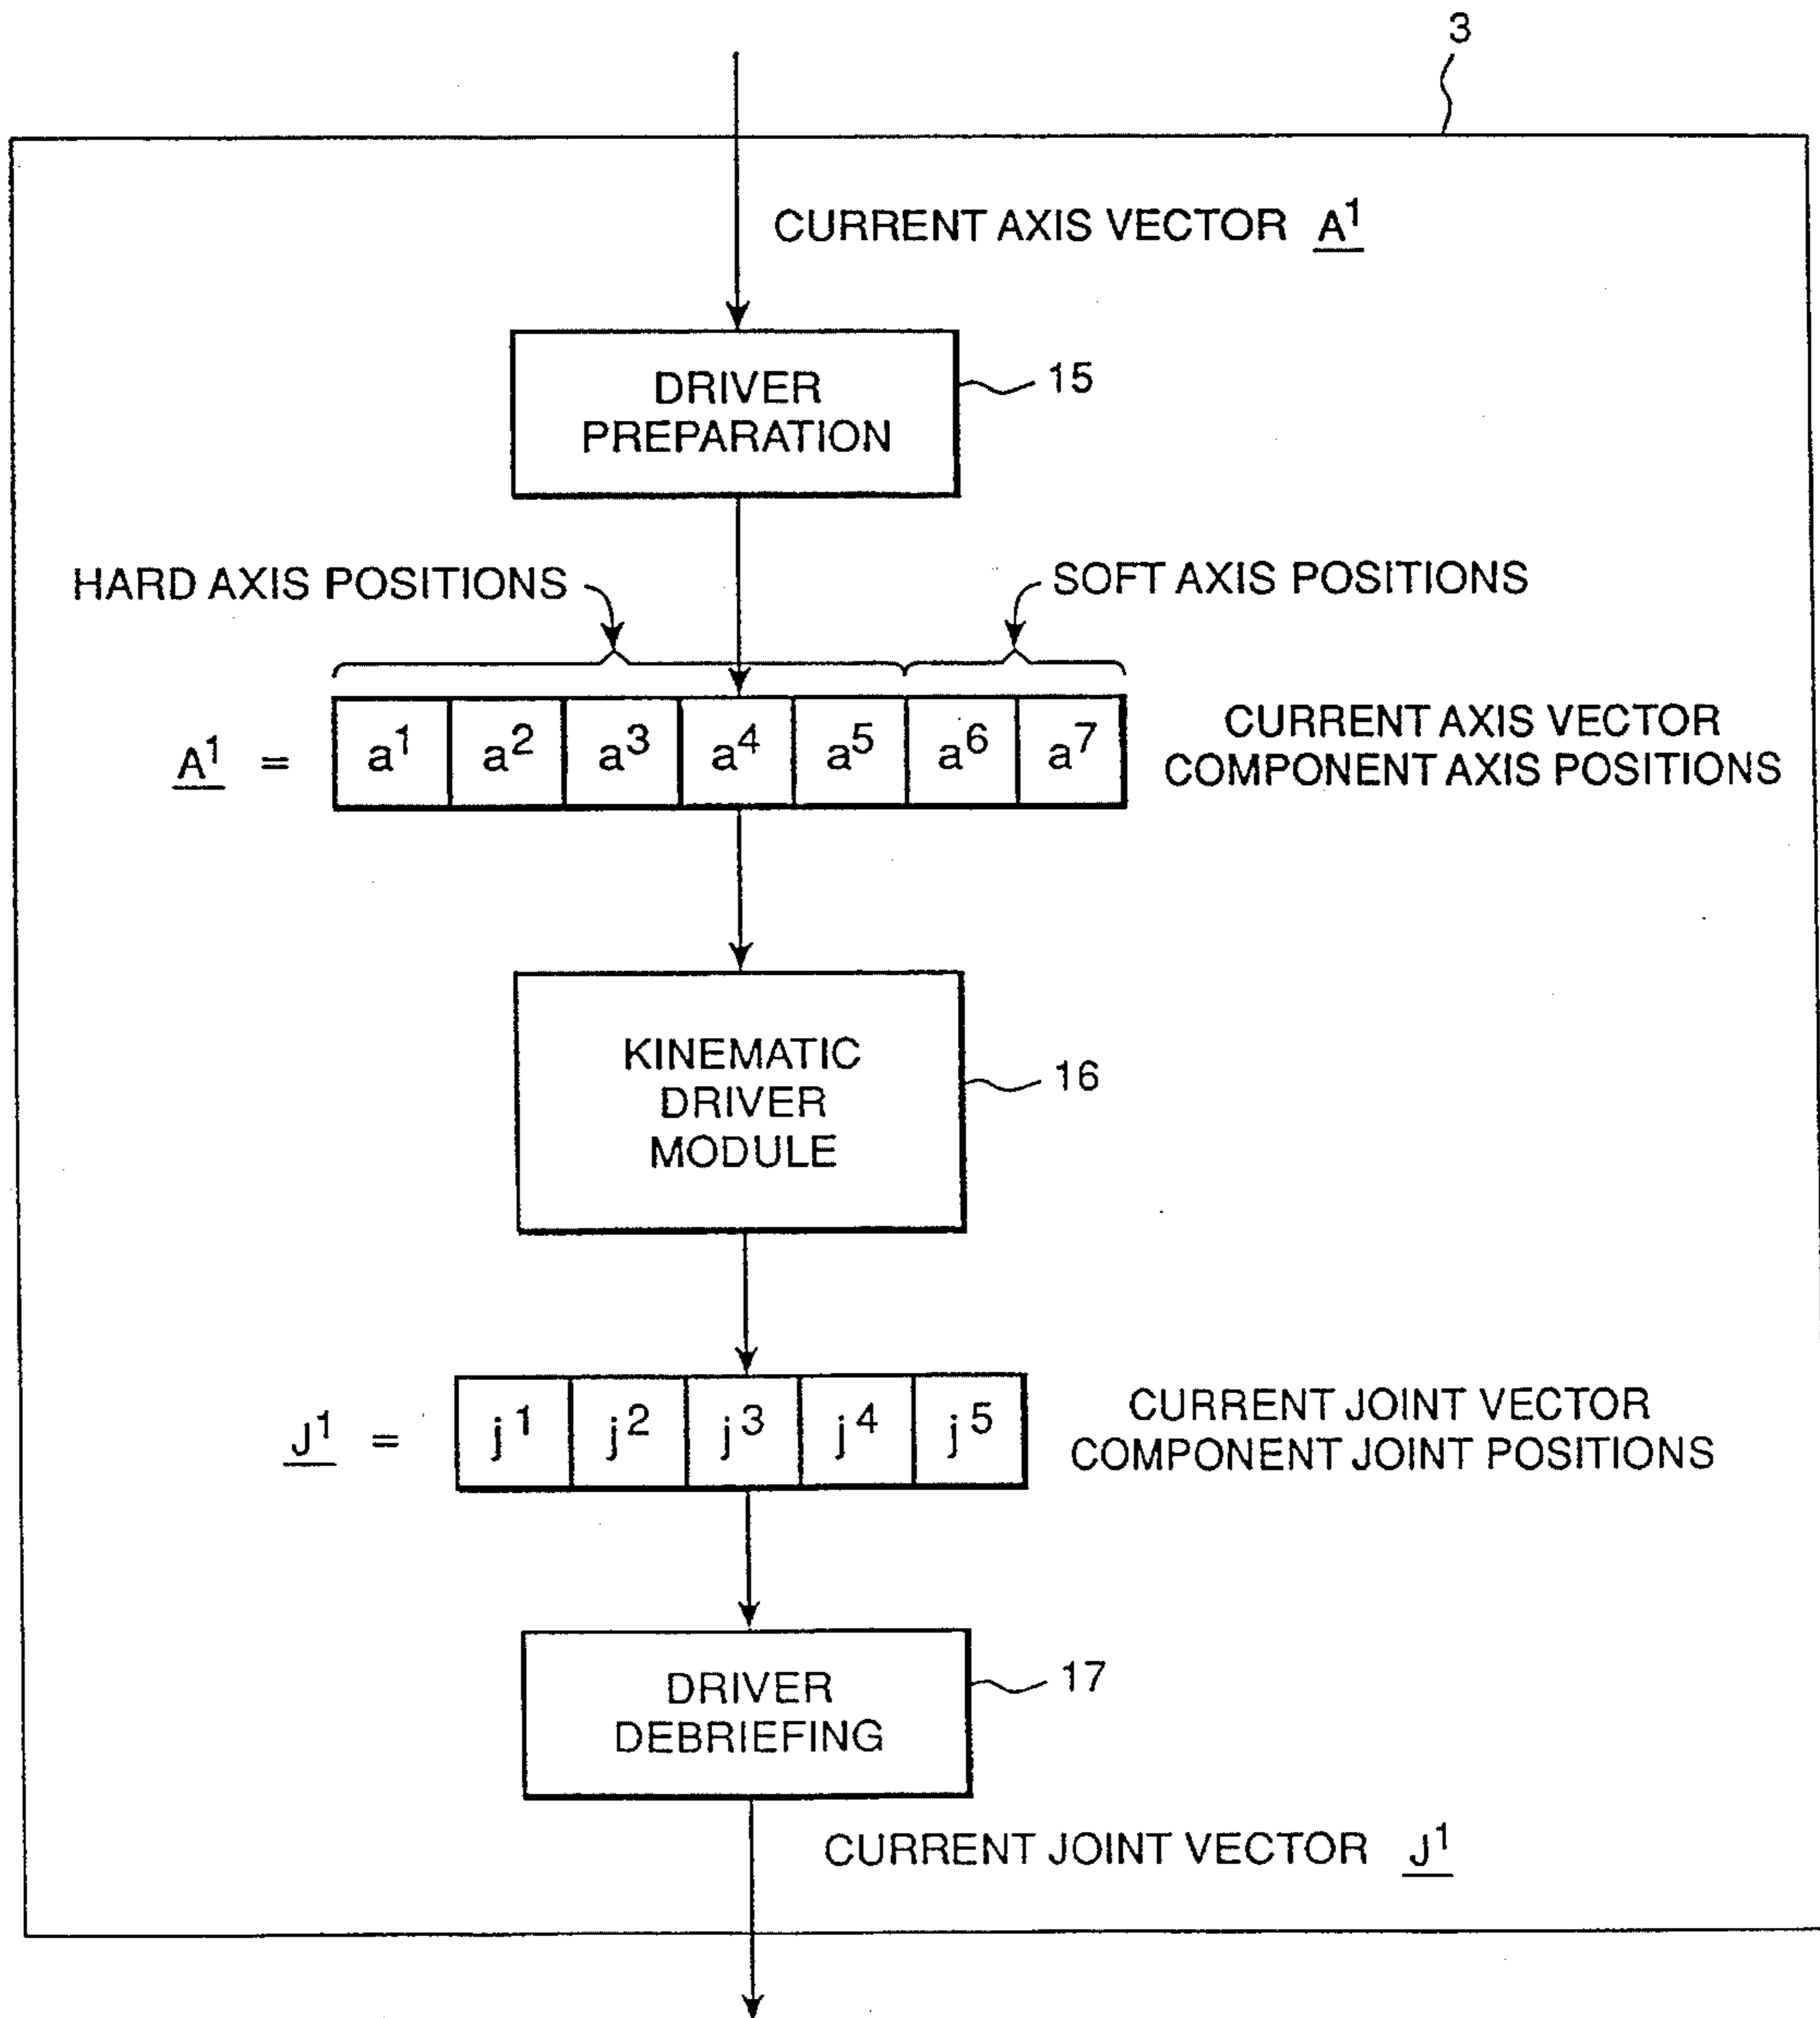 3
CURRENT AXIS VECTOR A¹
DRIVER
PREPARATION
15
HARD AXIS POSITIONS
SOFT AXIS POSITIONS
A¹ = a¹ a² a³ a⁴ a⁵ a⁶ a⁷
CURRENT AXIS VECTOR
COMPONENT AXIS POSITIONS
KINEMATIC
DRIVER
MODULE
16
J¹ = j¹ j² j³ j⁴ j⁵
CURRENT JOINT VECTOR
COMPONENT JOINT POSITIONS
DRIVER
DEBRIEFING
17
CURRENT JOINT VECTOR J¹